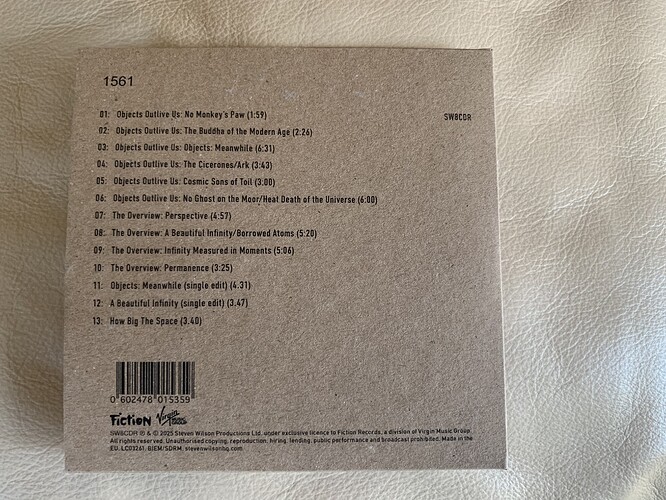 1561
01: Objects Outlive Us: No Monkey's Paw (1:59)
SW8CDR
02: Objects Outlive Us: The Buddha of the Modern Age (2:26)
03: Objects Outlive Us: Objects: Meanwhile (6:31)
04: Objects Outlive Us: The Cicerones/Ark (3:43)
05: Objects Outlive Us: Cosmic Sons of Toil (3:00)
06: Objects Outlive Us: No Ghost on the Moor/Heat Death of the Universe (6:00)
07: The Overview: Perspective (4:57)
08: The Overview: A Beautiful Infinity/Borrowed Atoms (5:20)
09: The Overview: Infinity Measured in Moments (5:06)
10: The Overview: Permanence (3:25)
11: Objects: Meanwhile (single edit) (4.31)
12: A Beautiful Infinity (single edit) (3.47)
13: How Big The Space (3.40)
0 602478 015359
Fiction Virgin
SW8CDR ℗ & © 2025 Steven Wilson Productions Ltd. under exclusive licence to Fiction Records, a division of Virgin Music Group.
All rights reserved. Unauthorised copying, reproduction, hiring, lending, public performance and broadcast prohibited. Made in the
EU. LC03261. BIEM/SDRM. stevenwilsonhq.com